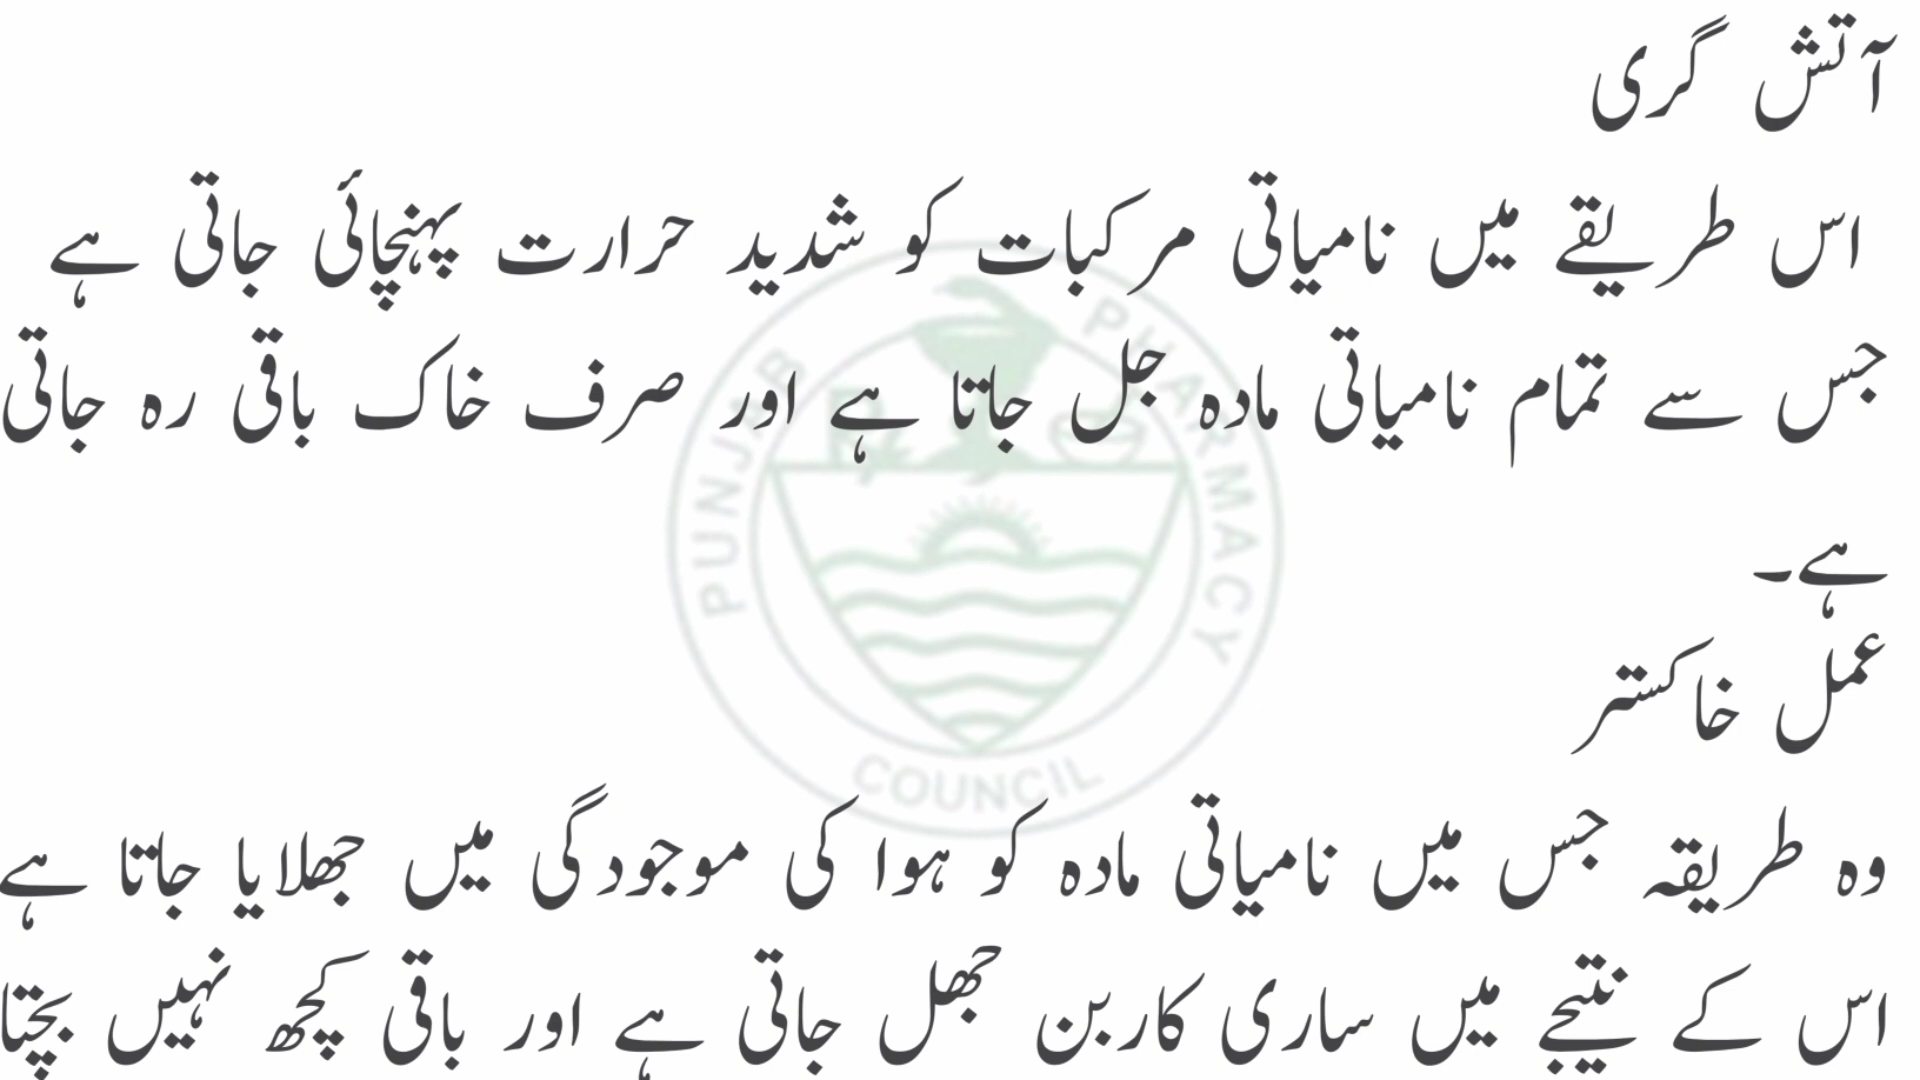 آتش گری
اس طریقے میں نامیاتی مرکبات کو شدید حرارت پہنچائی جاتی ہے
جس سے تمام نامیاتی مادہ جل جاتا ہے اور صرف خاک باقی رہ جاتی
ہے۔
عمل خاکستر
وہ طریقہ جس میں نامیاتی مادہ کو ہوا کی موجودگی میں جھلایا جاتا ہے
اس کے نتیجے میں ساری کاربن جھل جاتی ہے اور باقی کچھ نہیں بچتا
PUNJAB PHARMACY
COUNCIL